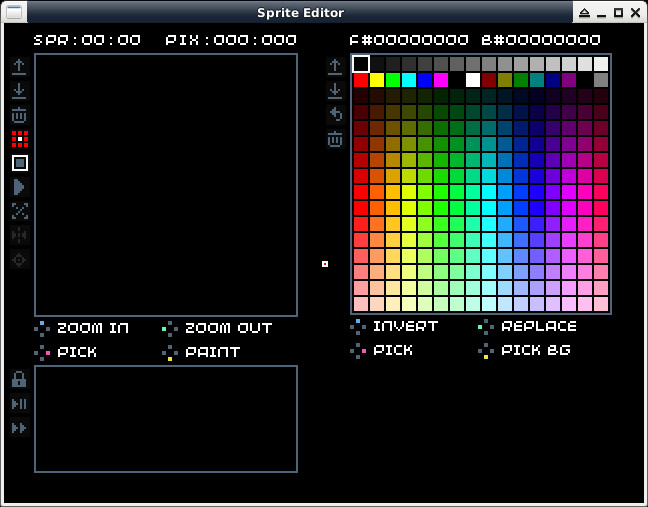 Sprite Editor
SPR:00:00 PIX:000:000 F#00000000 B#00000000
ZOOM IN ZOOM OUT INVERT REPLACE
PICK PAINT PICK PICK BG